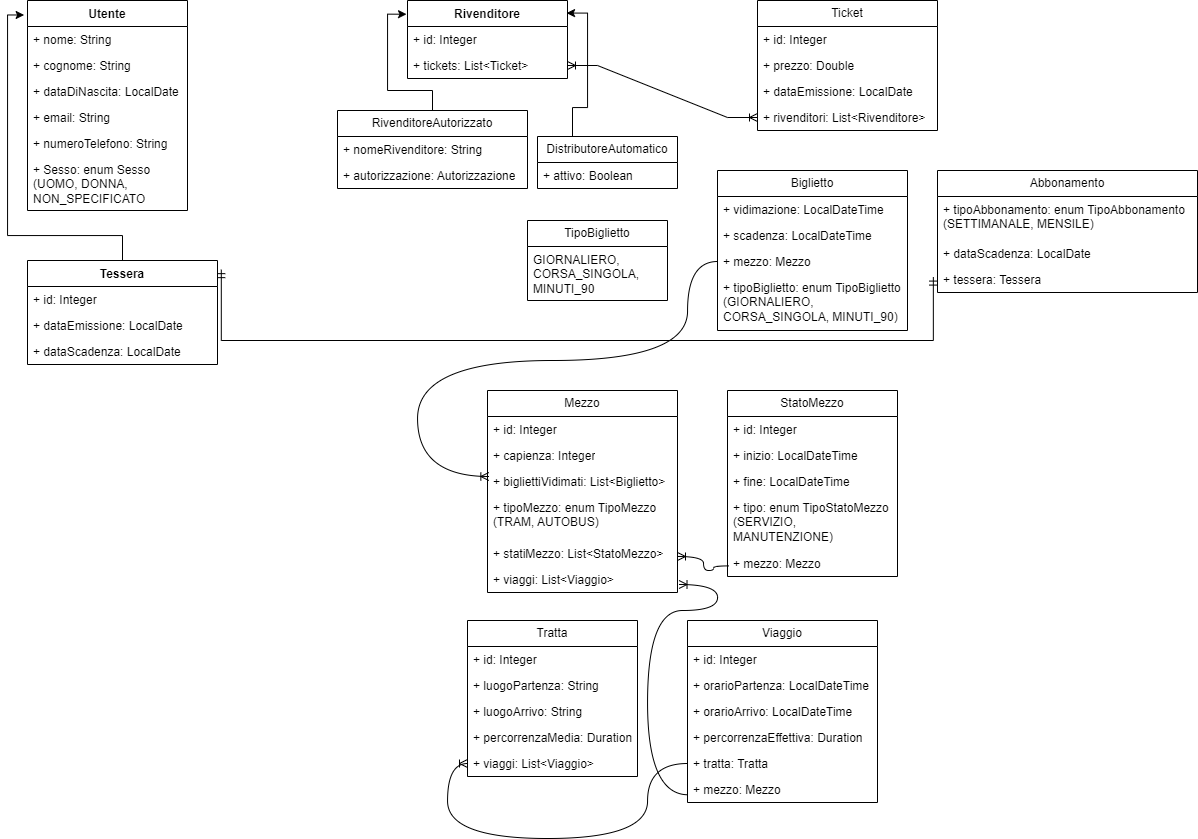 Utente
+ nome: String
+ cognome: String
+ dataDiNascita: LocalDate
+ email: String
+ numeroTelefono: String
+ Sesso: enum Sesso
(UOMO, DONNA,
NON_SPECIFICATO
Rivenditore
+ id: Integer
+ tickets: List<Ticket>
Ticket
+ id: Integer
+ prezzo: Double
+ dataEmissione: LocalDate
+ rivenditori: List<Rivenditore>
RivenditoreAutorizzato
+ nomeRivenditore: String
+ autorizzazione: Autorizzazione
DistributoreAutomatico
+ attivo: Boolean
Biglietto
+ vidimazione: LocalDateTime
+ scadenza: LocalDateTime
+ mezzo: Mezzo
+ tipoBiglietto: enum TipoBiglietto
(GIORNALIERO,
CORSA_SINGOLA, MINUTI_90)
Abbonamento
+ tipoAbbonamento: enum TipoAbbonamento
(SETTIMANALE, MENSILE)
+ dataScadenza: LocalDate
+ tessera: Tessera
TipoBiglietto
GIORNALIERO,
CORSA_SINGOLA,
MINUTI_90
Tessera
+ id: Integer
+ dataEmissione: LocalDate
+ dataScadenza: LocalDate
Mezzo
+ id: Integer
+ capienza: Integer
+ bigliettiVidimati: List<Biglietto>
+ tipoMezzo: enum TipoMezzo
(TRAM, AUTOBUS)
+ statiMezzo: List<StatoMezzo>
+ viaggi: List<Viaggio>
StatoMezzo
+ id: Integer
+ inizio: LocalDateTime
+ fine: LocalDateTime
+ tipo: enum TipoStatoMezzo
(SERVIZIO,
MANUTENZIONE)
+ mezzo: Mezzo
Tratta
+ id: Integer
+ luogoPartenza: String
+ luogoArrivo: String
+ percorrenzaMedia: Duration
+ viaggi: List<Viaggio>
Viaggio
+ id: Integer
+ orarioPartenza: LocalDateTime
+ orarioArrivo: LocalDateTime
+ percorrenzaEffettiva: Duration
+ tratta: Tratta
+ mezzo: Mezzo